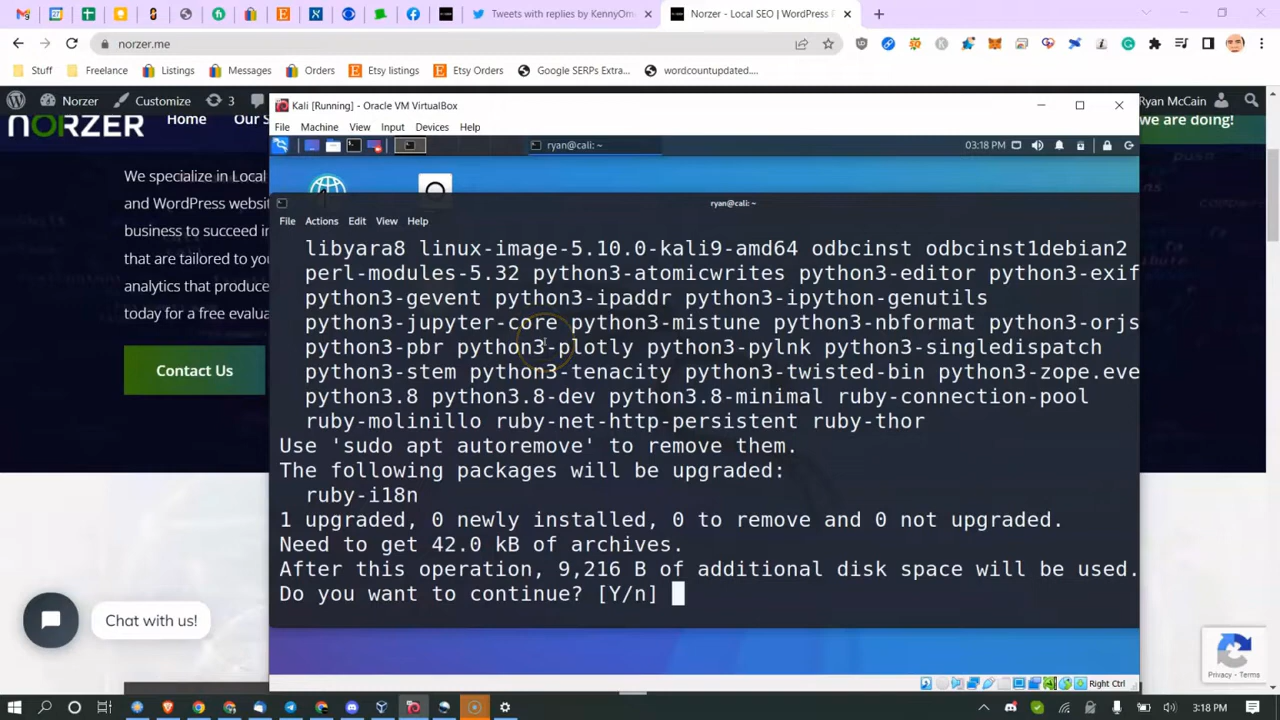 Tweets with replies by KennyOm
Norzer - Local SEO | WordPress
norzer.me
Stuff
Freelance
Listings
Messages
Orders
Etsy listings
Etsy Orders
Google SERPs Extra...
wordcountupdated....
Norzer
Customize
3
Ryan McCain
NORZER
Home
Our S
we are doing!
We specialize in Local
and WordPress website
business to succeed in
that are tailored to you
analytics that produce
today for a free evalua
Contact Us
Kali [Running] - Oracle VM VirtualBox
File Machine View Input Devices Help
ryan@cali: ~
03:18 PM
ryan@cali: ~
File Actions Edit View Help
libyara8 linux-image-5.10.0-kali9-amd64 odbcinst odbcinst1debian2
perl-modules-5.32 python3-atomicwrites python3-editor python3-exif
python3-gevent python3-ipaddr python3-ipython-genutils
python3-jupyter-core python3-mistune python3-nbformat python3-orjs
python3-pbr python3-plotly python3-pylnk python3-singledispatch
python3-stem python3-tenacity python3-twisted-bin python3-zope.eve
python3.8 python3.8-dev python3.8-minimal ruby-connection-pool
ruby-molinillo ruby-net-http-persistent ruby-thor
Use 'sudo apt autoremove' to remove them.
The following packages will be upgraded:
ruby-i18n
1 upgraded, 0 newly installed, 0 to remove and 0 not upgraded.
Need to get 42.0 kB of archives.
After this operation, 9,216 B of additional disk space will be used.
Do you want to continue? [Y/n]
Chat with us!
Right Ctrl
Privacy - Terms
3:18 PM